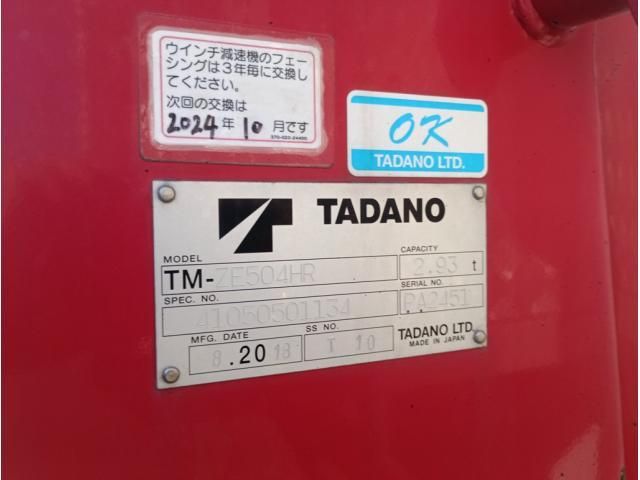 ウインチ減速機のフェー
シングは3年毎に交換し
てください。
次回の交換は
2024年 10月です
370-020-24400
OK
TADANO LTD.
TADANO
MODEL
TM-ZE504HR
CAPACITY
2.93 t
SPEC. NO.
41050501134
SERIAL NO.
PA2451
MFG. DATE
8.2018
SS NO.
T 10
TADANO LTD.
MADE IN JAPAN